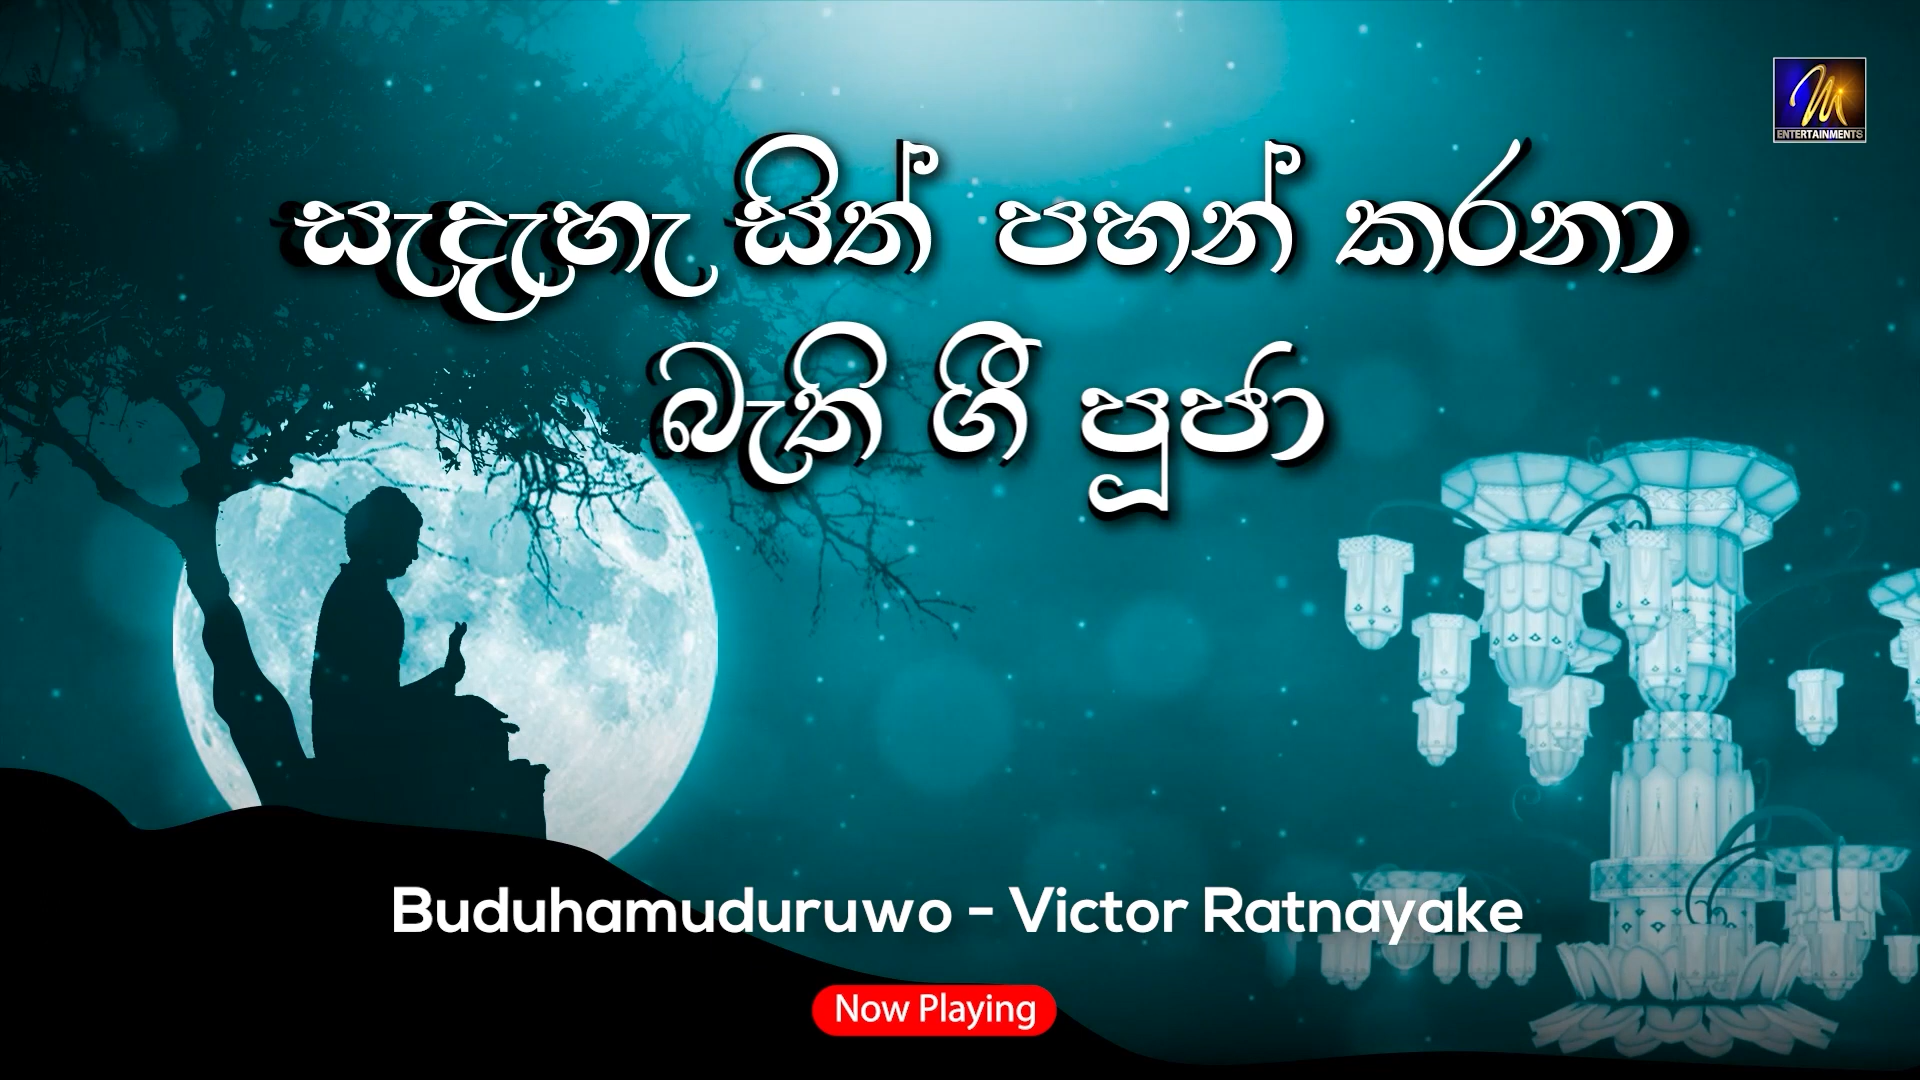 ENTERTAINMENTS
සැදැහැ සිත් පහන් කරනා
බැති ගී පූජා
Buduhamuduruwo - Victor Ratnayake
Now Playing